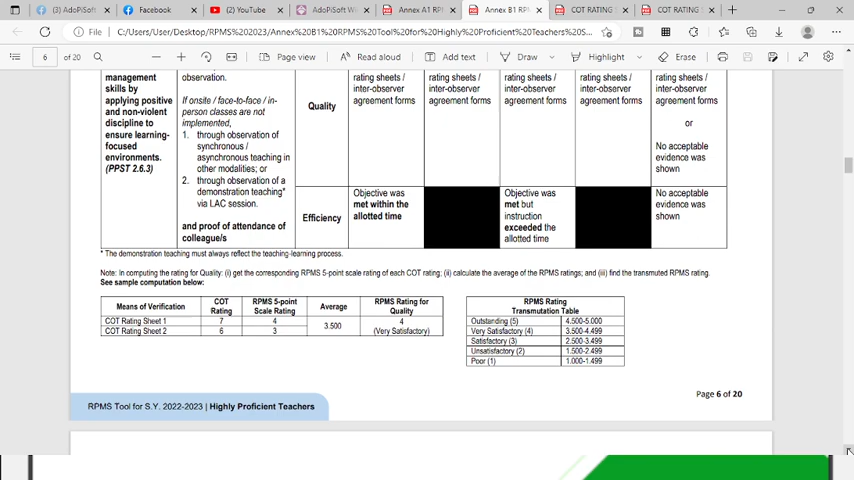 (3) AdoPiSoft
Facebook
(2) YouTube
AdoPiSoft Wi
Annex A1 RPM
Annex B1 RPMS
COT RATING S
COT RATING S
File
C:/Users/User/Desktop/RPMS%202023/Annex%20B1%20RPMS%20Tool%20for%20Highly%20Proficient%20Teachers%20S...
6
of 20
Page view
Read aloud
Add text
Draw
Highlight
Erase
management
skills by
applying positive
and non-violent
discipline to
ensure learning-
focused
environments.
(PPST 2.6.3)
observation.
If onsite / face-to-face / in-
person classes are not
implemented,
1. through observation of
synchronous /
asynchronous teaching in
other modalities; or
2. through observation of a
demonstration teaching*
via LAC session.
and proof of attendance of
colleague/s
Quality
rating sheets /
inter-observer
agreement forms
rating sheets /
inter-observer
agreement forms
rating sheets /
inter-observer
agreement forms
rating sheets /
inter-observer
agreement forms
rating sheets /
inter-observer
agreement forms
or
No acceptable
evidence was
shown
Efficiency
Objective was
met within the
allotted time
Objective was
met but
instruction
exceeded the
allotted time
No acceptable
evidence was
shown
* The demonstration teaching must always reflect the teaching-learning process.
Note: In computing the rating for Quality: (i) get the corresponding RPMS 5-point scale rating of each COT rating; (ii) calculate the average of the RPMS ratings; and (iii) find the transmuted RPMS rating.
See sample computation below:
Means of Verification
COT
Rating
RPMS 5-point
Scale Rating
Average
RPMS Rating for
Quality
COT Rating Sheet 1 7 4
COT Rating Sheet 2 6 3
3.500
4
(Very Satisfactory)
RPMS Rating
Transmutation Table
Outstanding (5) 4.500-5.000
Very Satisfactory (4) 3.500-4.499
Satisfactory (3) 2.500-3.499
Unsatisfactory (2) 1.500-2.499
Poor (1) 1.000-1.499
Page 6 of 20
RPMS Tool for S.Y. 2022-2023 | Highly Proficient Teachers